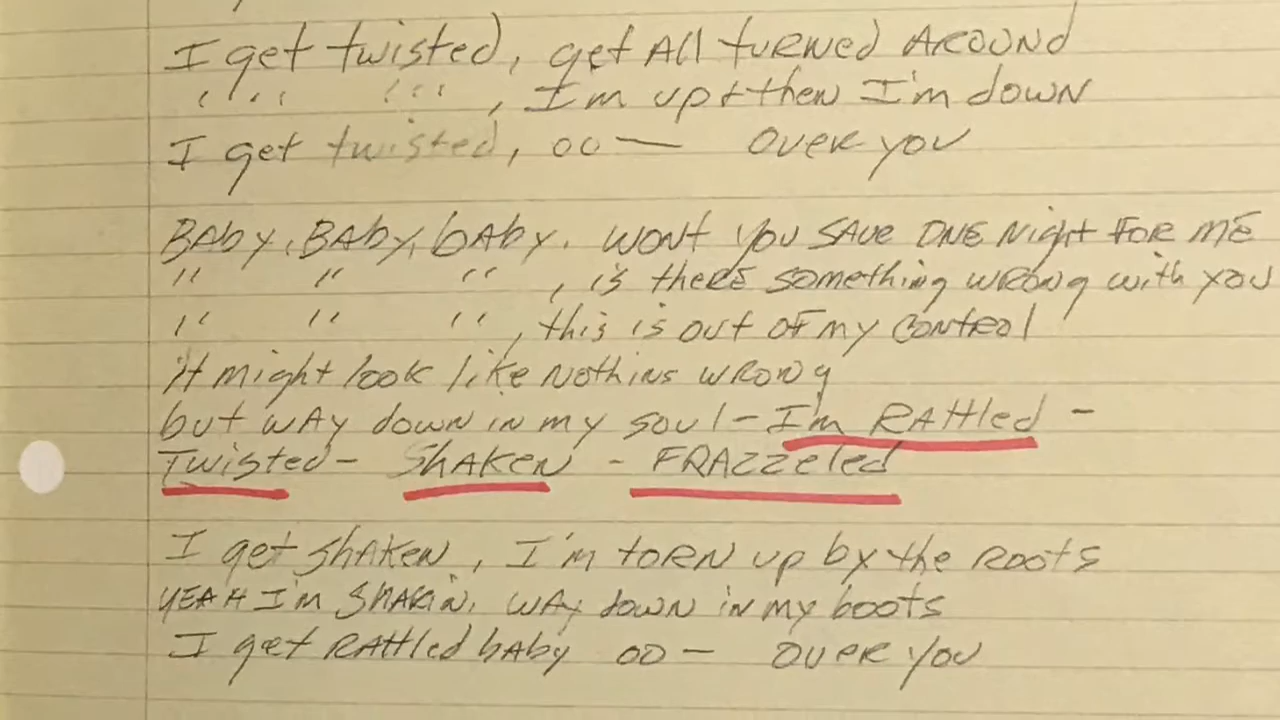 I get twisted, get All turned AROUND
" " " , I'm up & then I'm down
I get twisted, oo — over you
BAby, BAby, bAby. WONT YOU SAVE ONE Night FOR ME
" " " , is there something wrong with you
" " " , this is out of my control
it might look like Nothins wrong
but way down in my soul - I'm RAttled -
Twisted - SHAKEN - FRAZZeled
I get SHAKEN, I'm torn up by the Roots
YEAH I'm SHAKIN, way down in my boots
I get RAttled bAby oo — over you